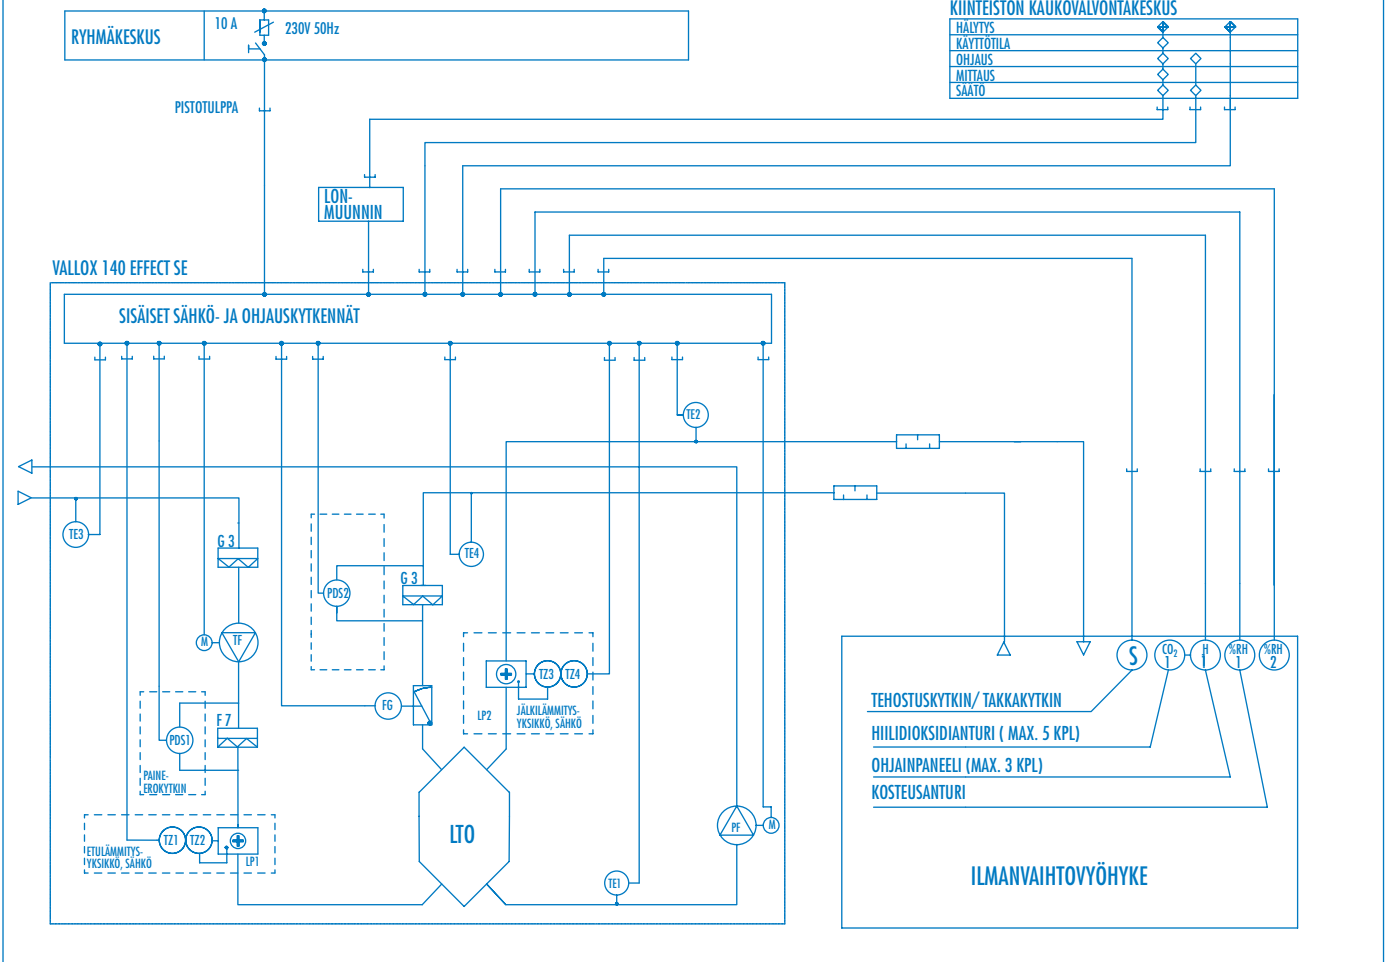 RYHMÄKESKUS
10 A
230V 50Hz
PISTOTULPPA
KIINTEISTÖN KAUKOVALVONTAKESKUS
HÄLYTYS
KÄYTTÖTILA
OHJAUS
MITTAUS
SÄÄTÖ
LON-
MUUNNIN
VALLOX 140 EFFECT SE
SISÄISET SÄHKÖ- JA OHJAUSKYTKENNÄT
TE2
TE3
G 3
TE4
G 3
PDS2
M
TF
FG
TZ3
TZ4
LP2
JÄLKILÄMMITYS-
YKSIKKÖ, SÄHKÖ
F 7
PDS1
PAINE-
EROKYTKIN
TZ1
TZ2
LP1
ETULÄMMITYS-
YKSIKKÖ, SÄHKÖ
LTO
PF
M
TE1
S
CO2
1
H
1
%RH
1
%RH
2
TEHOSTUSKYTKIN/ TAKKAKYTKIN
HIILIDIOKSIDIANTURI ( MAX. 5 KPL)
OHJAINPANEELI (MAX. 3 KPL)
KOSTEUSANTURI
ILMANVAIHTOVYÖHYKE